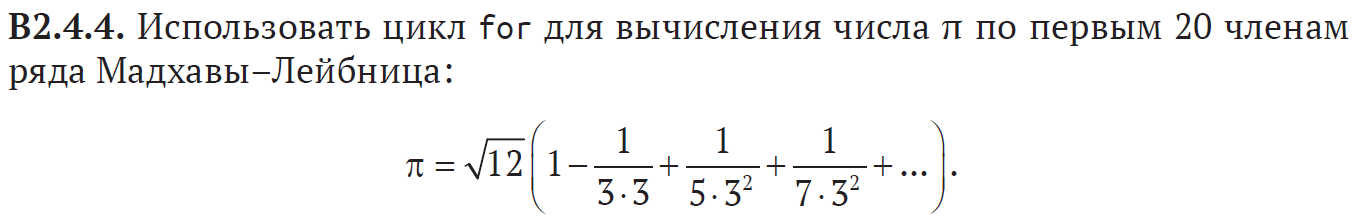 В2.4.4. Использовать цикл for для вычисления числа π по первым 20 членам
ряда Мадхавы–Лейбница:
π = √12 (1 − 1/(3·3) + 1/(5·3²) + 1/(7·3²) + ...).